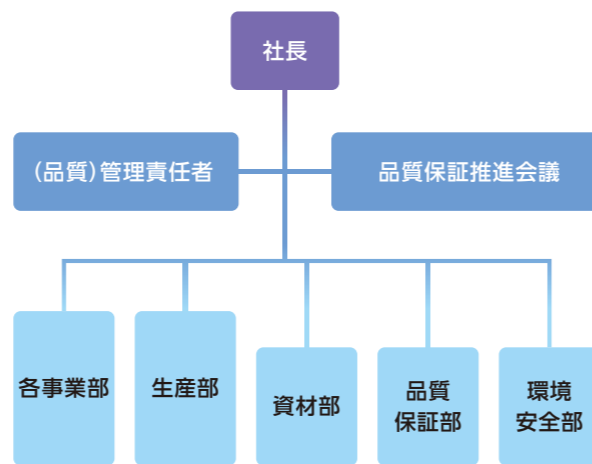 社長
（品質）管理責任者
品質保証推進会議
各事業部
生産部
資材部
品質
保証部
環境
安全部